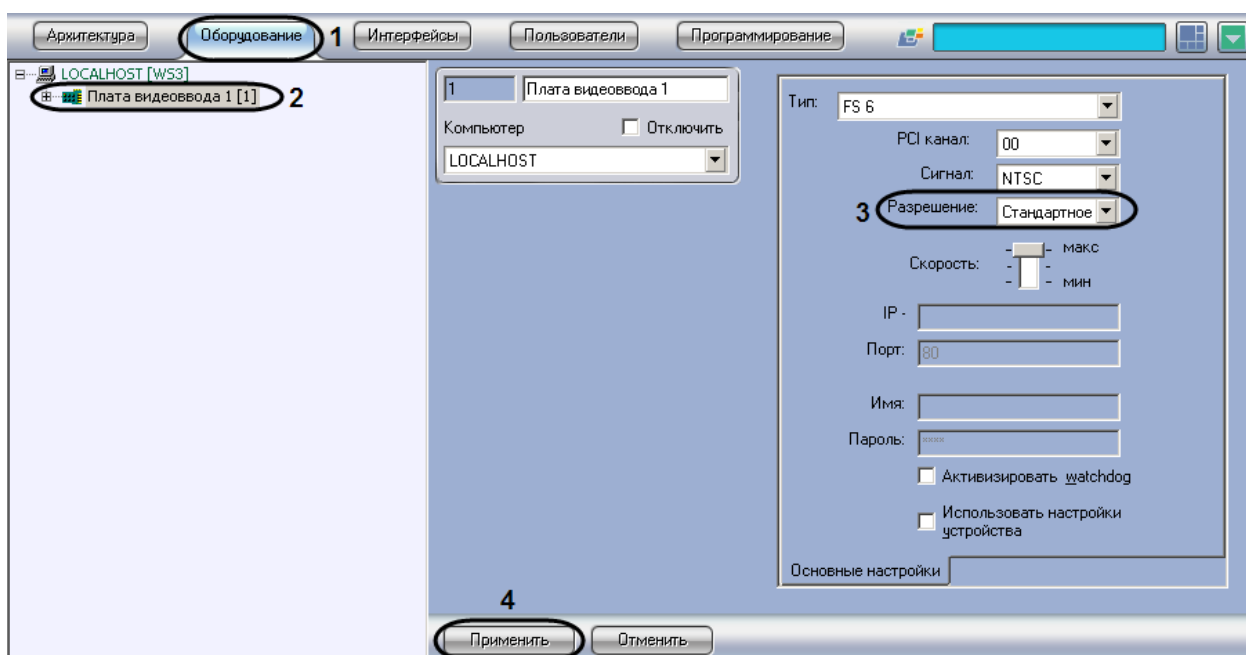 Архитектура
Оборудование
1
Интерфейсы
Пользователи
Программирование
LOCALHOST [WS3]
Плата видеоввода 1 [1]
2
1
Плата видеоввода 1
Компьютер
Отключить
LOCALHOST
Тип:
FS 6
PCI канал:
00
Сигнал:
NTSC
3
Разрешение:
Стандартное
Скорость:
макс
мин
IP -
Порт:
80
Имя:
Пароль:
****
Активизировать watchdog
Использовать настройки
устройства
Основные настройки
4
Применить
Отменить